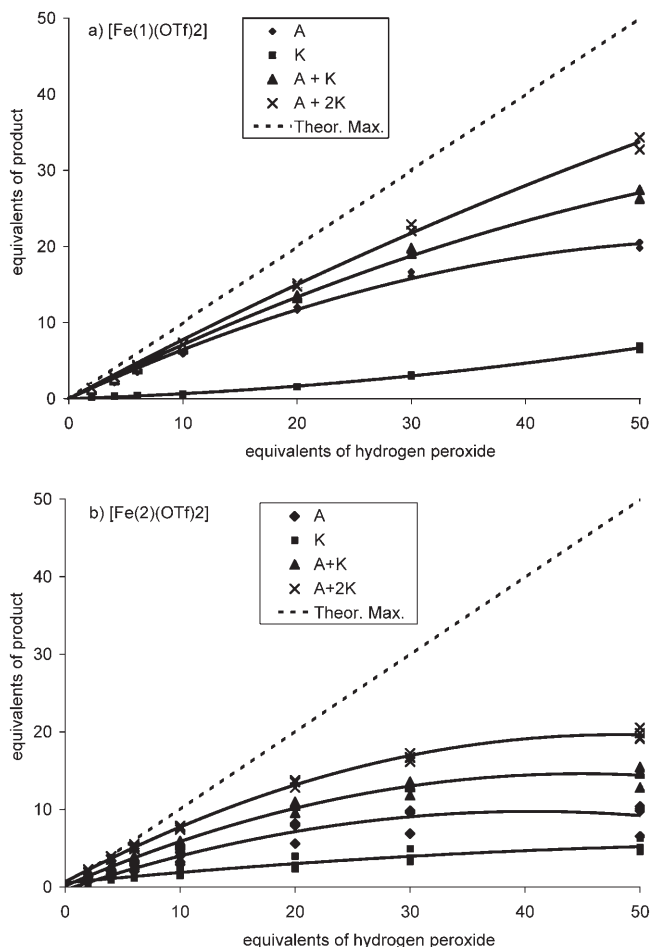 a) [Fe(1)(OTf)2]
A
K
A + K
A + 2K
Theor. Max.
equivalents of product
50
40
30
20
10
0
0 10 20 30 40 50
equivalents of hydrogen peroxide
b) [Fe(2)(OTf)2]
A
K
A+K
A+2K
Theor. Max.
equivalents of product
50
40
30
20
10
0
0 10 20 30 40 50
equivalents of hydrogen peroxide